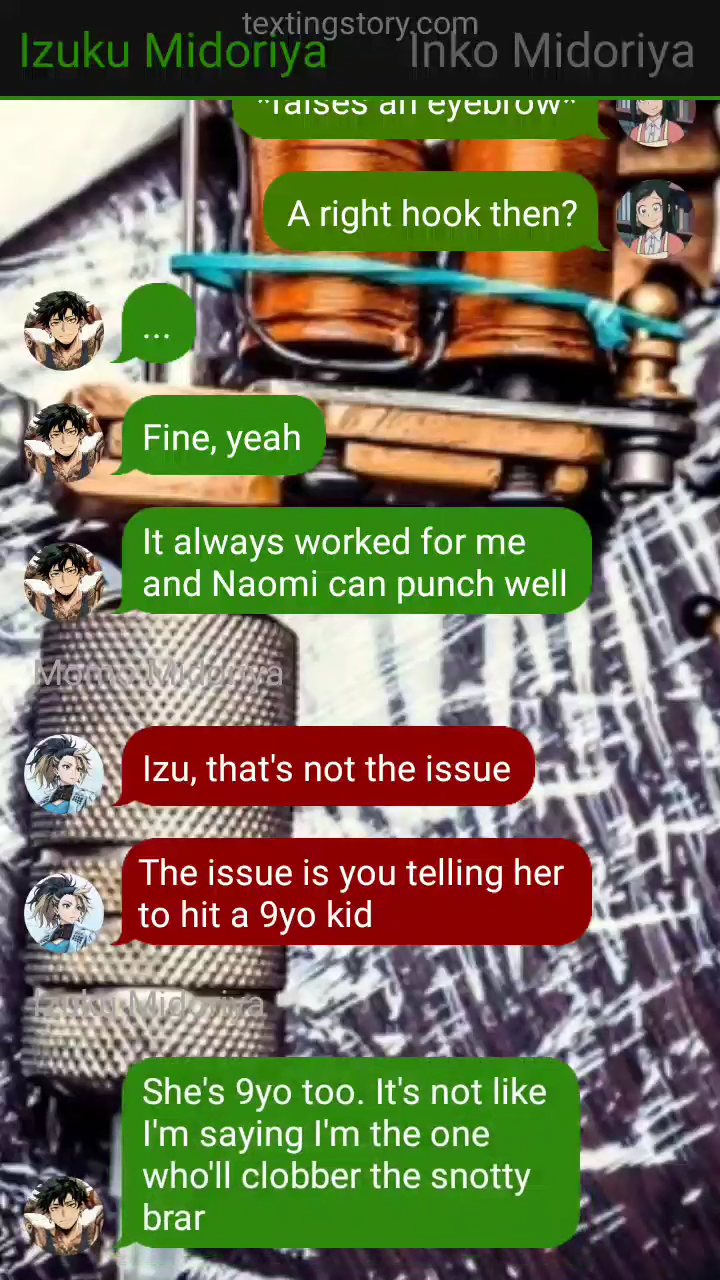 textingstory.com
Izuku Midoriya
Inko Midoriya
*raises an eyebrow*
A right hook then?
...
Fine, yeah
It always worked for me
and Naomi can punch well
Momo Midoriya
Izu, that's not the issue
The issue is you telling her
to hit a 9yo kid
Izuku Midoriya
She's 9yo too. It's not like
I'm saying I'm the one
who'll clobber the snotty
brar